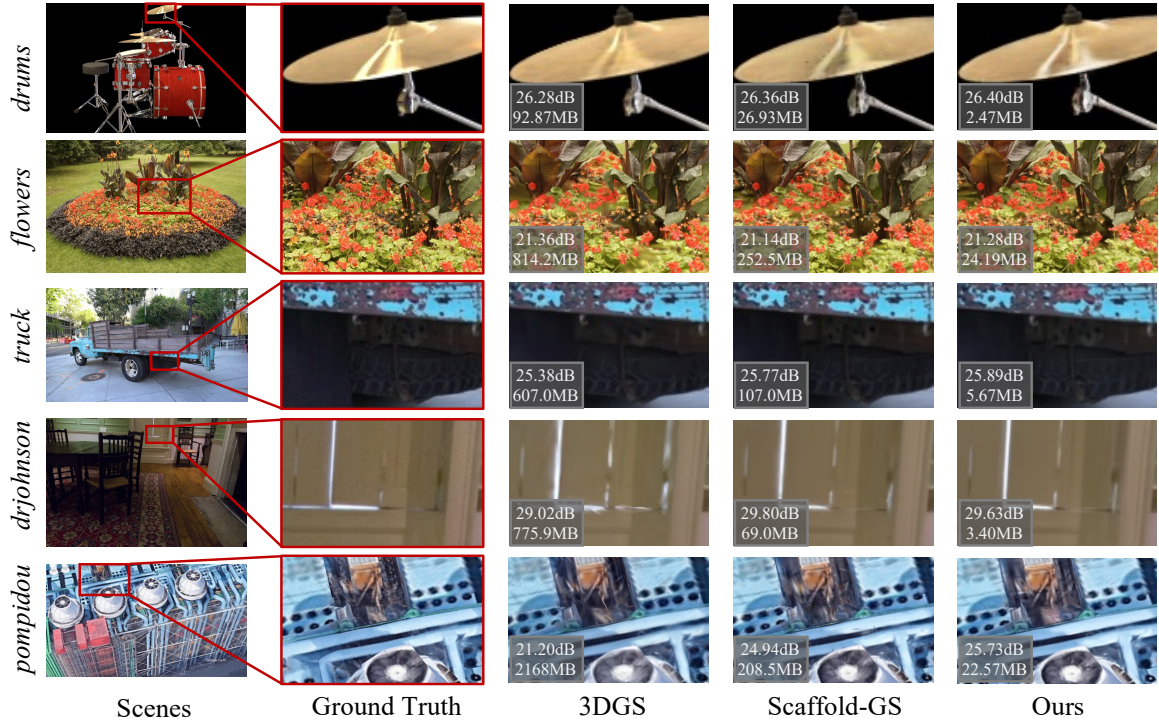 drums
26.28dB
92.87MB
26.36dB
26.93MB
26.40dB
2.47MB
flowers
21.36dB
814.2MB
21.14dB
252.5MB
21.28dB
24.19MB
truck
25.38dB
607.0MB
25.77dB
107.0MB
25.89dB
5.67MB
drjohnson
29.02dB
775.9MB
29.80dB
69.0MB
29.63dB
3.40MB
pompidou
21.20dB
2168MB
24.94dB
208.5MB
25.73dB
22.57MB
Scenes
Ground Truth
3DGS
Scaffold-GS
Ours